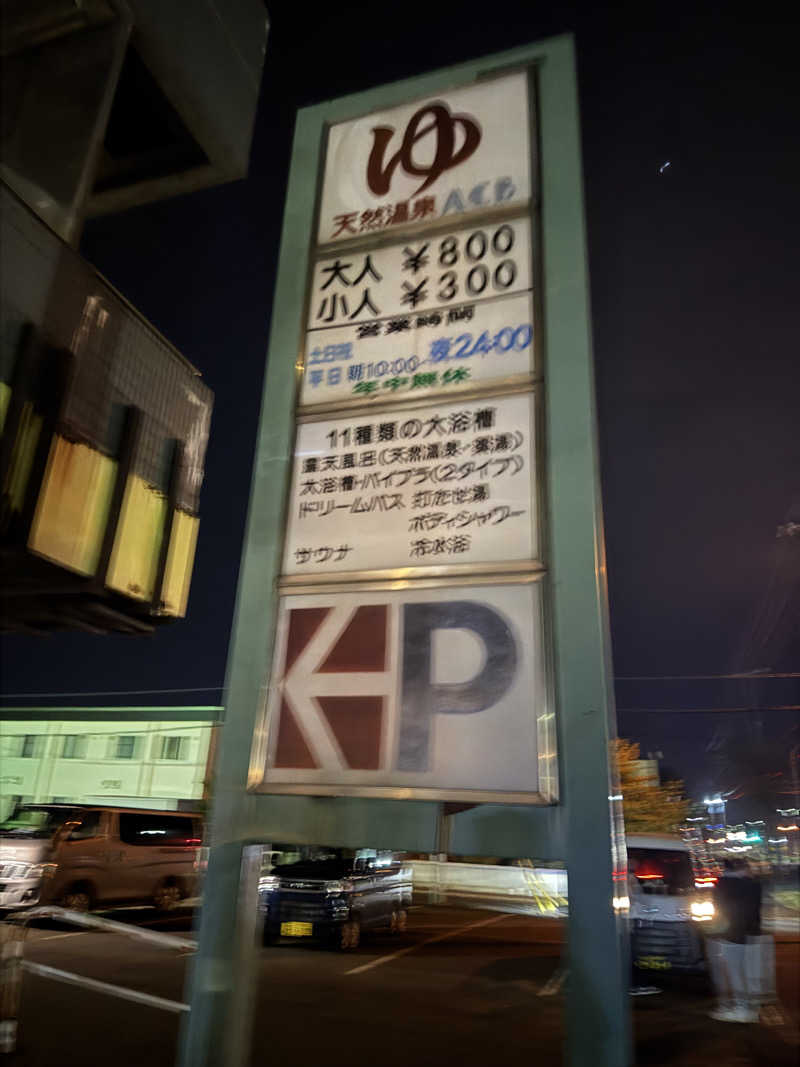 ゆ
天然温泉 ACB
大人 ¥800
小人 ¥300
営業時間
土日祝
平日 朝10:00~夜24:00
年中無休
11種類の大浴槽
露天風呂(天然温泉・薬湯)
大浴槽・バイブラ(2タイプ)
ドリームバス 打たせ湯
ボディシャワー
サウナ 冷水浴
P